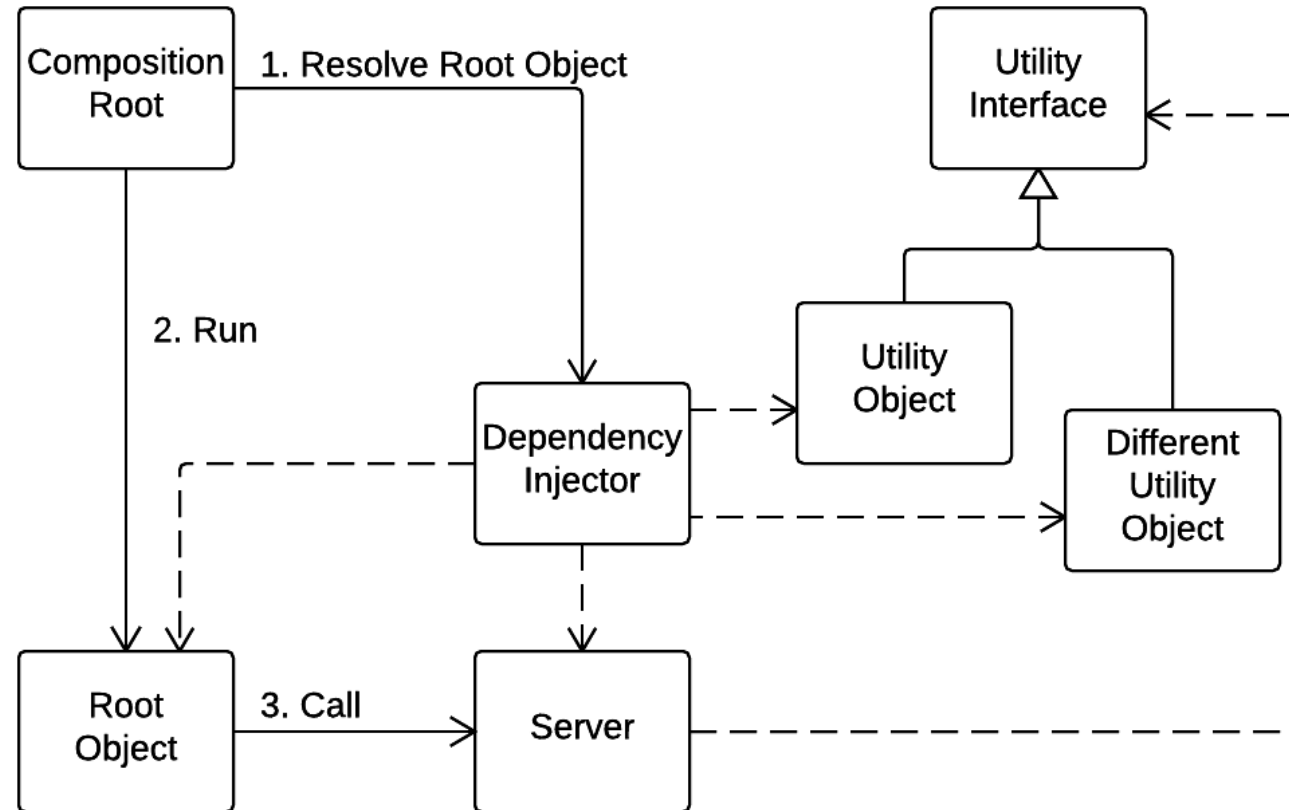 Composition
Root
1. Resolve Root Object
Utility
Interface
2. Run
Utility
Object
Dependency
Injector
Different
Utility
Object
Root
Object
3. Call
Server